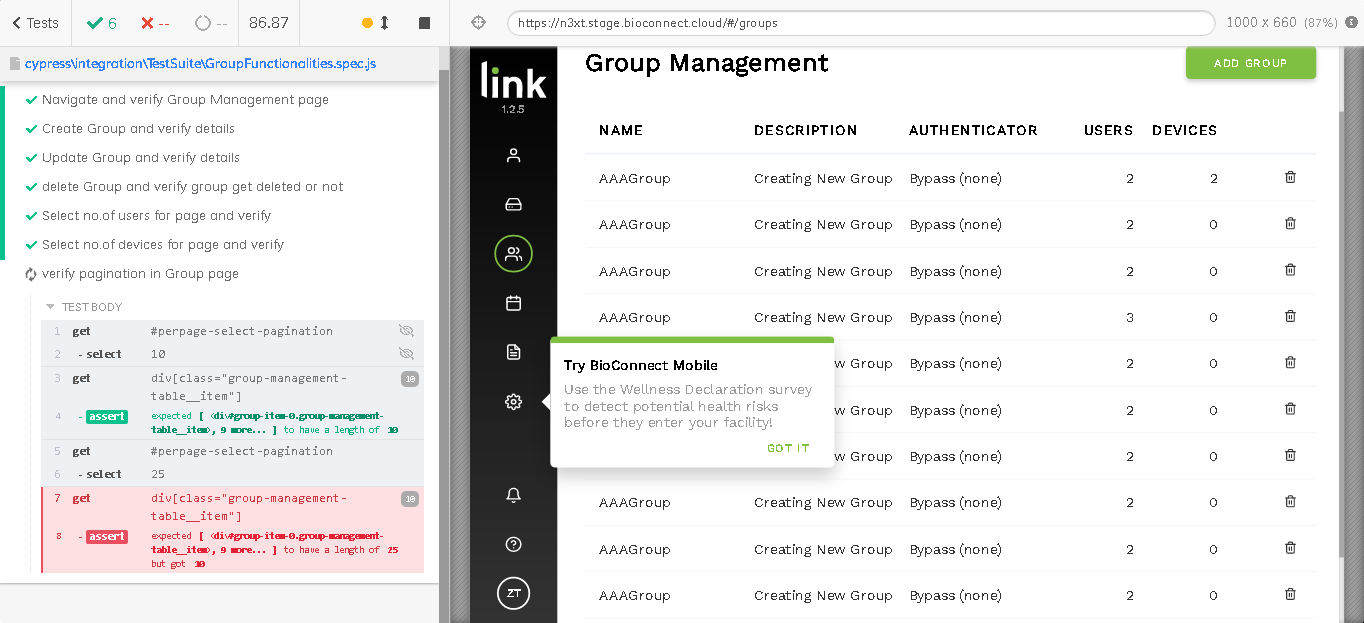 Tests 6 -- -- 86.87 https://n3xt.stage.bioconnect.cloud/#/groups 1000 x 660 (87%)
cypress\integration\TestSuite\GroupFunctionalities.spec.js
Navigate and verify Group Management page
Create Group and verify details
Update Group and verify details
delete Group and verify group get deleted or not
Select no.of users for page and verify
Select no.of devices for page and verify
verify pagination in Group page
TEST BODY
1 get #perpage-select-pagination
2 - select 10
3 get div[class="group-management-
table__item"] 10
4 - assert expected [ <div#group-item-0.group-management-
table__item>, 9 more... ] to have a length of 10
5 get #perpage-select-pagination
6 - select 25
7 get div[class="group-management-
table__item"] 10
8 - assert expected [ <div#group-item-0.group-management-
table__item>, 9 more... ] to have a length of 25
but got 10
link
1.2.5
ZT
Group Management ADD GROUP
NAME DESCRIPTION AUTHENTICATOR USERS DEVICES
AAAGroup Creating New Group Bypass (none) 2 2
AAAGroup Creating New Group Bypass (none) 2 0
AAAGroup Creating New Group Bypass (none) 2 0
AAAGroup Creating New Group Bypass (none) 3 0
w Group Bypass (none) 2 0
w Group Bypass (none) 2 0
w Group Bypass (none) 2 0
AAAGroup Creating New Group Bypass (none) 2 0
AAAGroup Creating New Group Bypass (none) 2 0
AAAGroup Creating New Group Bypass (none) 2 0
Try BioConnect Mobile
Use the Wellness Declaration survey
to detect potential health risks
before they enter your facility!
GOT IT